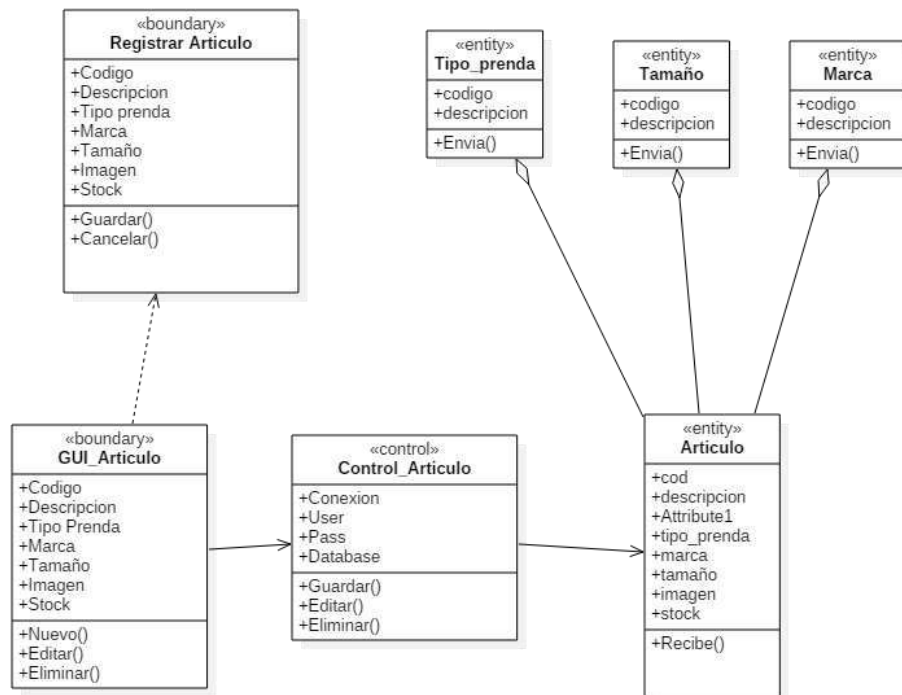 «boundary»
Registrar Articulo
+Codigo
+Descripcion
+Tipo prenda
+Marca
+Tamaño
+Imagen
+Stock
+Guardar()
+Cancelar()
«entity»
Tipo_prenda
+codigo
+descripcion
+Envia()
«entity»
Tamaño
+codigo
+descripcion
+Envia()
«entity»
Marca
+codigo
+descripcion
+Envia()
«boundary»
GUI_Articulo
+Codigo
+Descripcion
+Tipo Prenda
+Marca
+Tamaño
+Imagen
+Stock
+Nuevo()
+Editar()
+Eliminar()
«control»
Control_Articulo
+Conexion
+User
+Pass
+Database
+Guardar()
+Editar()
+Eliminar()
«entity»
Articulo
+cod
+descripcion
+Attribute1
+tipo_prenda
+marca
+tamaño
+imagen
+stock
+Recibe()